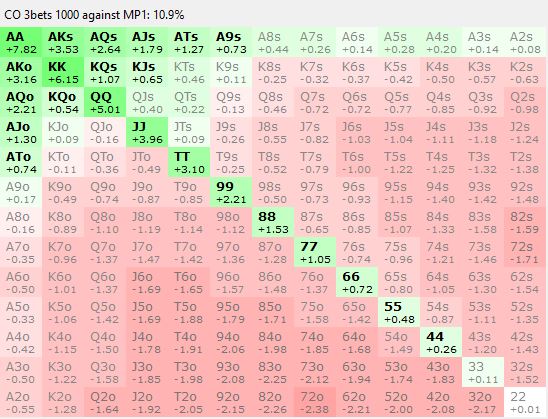 CO 3bets 1000 against MP1: 10.9%
AA AKs AQs AJs ATs A9s A8s A7s A6s A5s A4s A3s A2s
+7.82 +3.53 +2.64 +1.79 +1.27 +0.73 +0.25 +0.26 +0.14 +0.28 +0.20 +0.14 +0.08
AKo KK KQs KJs KTs K9s K8s K7s K6s K5s K4s K3s K2s
+3.16 +6.15 +1.07 +0.65 +0.46 +0.11 -0.25 -0.32 -0.37 -0.42 -0.50 -0.57 -0.63
AQo KQo QQ QJs QTs Q9s Q8s Q7s Q6s Q5s Q4s Q3s Q2s
+2.21 +0.54 +5.01 +0.40 +0.22 -0.13 -0.46 -0.72 -0.77 -0.77 -0.85 -0.92 -0.98
AJo KJo QJo JJ JTs J9s J8s J7s J6s J5s J4s J3s J2s
+1.30 +0.09 -0.16 +3.96 +0.09 -0.26 -0.55 -0.82 -1.03 -1.04 -1.11 -1.18 -1.24
ATo KTo QTo JTo TT T9s T8s T7s T6s T5s T4s T3s T2s
+0.74 -0.11 -0.36 -0.49 +3.10 -0.25 -0.52 -0.79 -1.00 -1.22 -1.25 -1.32 -1.38
A9o K9o Q9o J9o T9o 99 98s 97s 96s 95s 94s 93s 92s
+0.17 -0.49 -0.74 -0.87 -0.85 +2.21 -0.50 -0.73 -0.93 -1.15 -1.40 -1.42 -1.48
A8o K8o Q8o J8o T8o 98o 88 87s 86s 85s 84s 83s 82s
-0.16 -0.89 -1.10 -1.19 -1.14 -1.12 +1.53 -0.65 -0.85 -1.07 -1.33 -1.58 -1.59
A7o K7o Q7o J7o T7o 97o 87o 77 76s 75s 74s 73s 72s
-0.35 -0.96 -1.37 -1.47 -1.42 -1.36 -1.28 +1.05 -0.74 -0.96 -1.21 -1.46 -1.71
A6o K6o Q6o J6o T6o 96o 86o 76o 66 65s 64s 63s 62s
-0.50 -1.01 -1.37 -1.69 -1.65 -1.57 -1.48 -1.37 +0.72 -0.80 -1.05 -1.30 -1.54
A5o K5o Q5o J5o T5o 95o 85o 75o 65o 55 54s 53s 52s
-0.33 -1.06 -1.42 -1.69 -1.88 -1.79 -1.71 -1.58 -1.42 +0.48 -0.87 -1.11 -1.35
A4o K4o Q4o J4o T4o 94o 84o 74o 64o 54o 44 43s 42s
-0.42 -1.15 -1.50 -1.78 -1.91 -2.06 -1.98 -1.85 -1.68 -1.49 +0.26 -1.20 -1.43
A3o K3o Q3o J3o T3o 93o 83o 73o 63o 53o 43o 33 32s
-0.50 -1.22 -1.58 -1.85 -1.98 -2.08 -2.25 -2.12 -1.94 -1.74 -1.83 +0.11 -1.52
A2o K2o Q2o J2o T2o 92o 82o 72o 62o 52o 42o 32o 22
-0.55 -1.28 -1.64 -1.92 -2.05 -2.15 -2.26 -2.38 -2.21 -2.00 -2.08 -2.17 +0.01